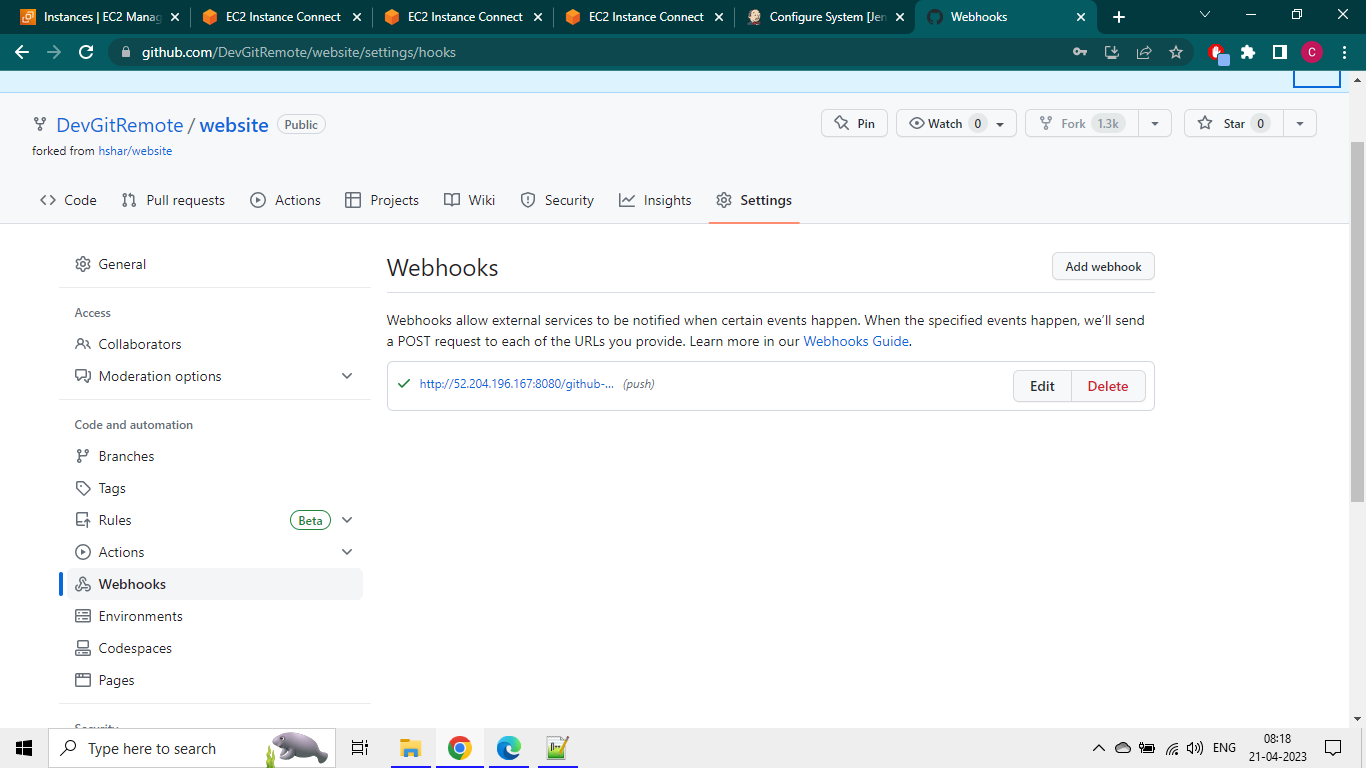 Instances | EC2 Manag
EC2 Instance Connect
EC2 Instance Connect
EC2 Instance Connect
Configure System [Jen
Webhooks
github.com/DevGitRemote/website/settings/hooks
C
DevGitRemote / website Public
Pin
Watch 0
Fork 1.3k
Star 0
forked from hshar/website
Code
Pull requests
Actions
Projects
Wiki
Security
Insights
Settings
General
Access
Collaborators
Moderation options
Code and automation
Branches
Tags
Rules Beta
Actions
Webhooks
Environments
Codespaces
Pages
Security
Webhooks
Add webhook
Webhooks allow external services to be notified when certain events happen. When the specified events happen, we'll send
a POST request to each of the URLs you provide. Learn more in our Webhooks Guide.
http://52.204.196.167:8080/github-... (push)
Edit
Delete
Type here to search
ENG
08:18
21-04-2023